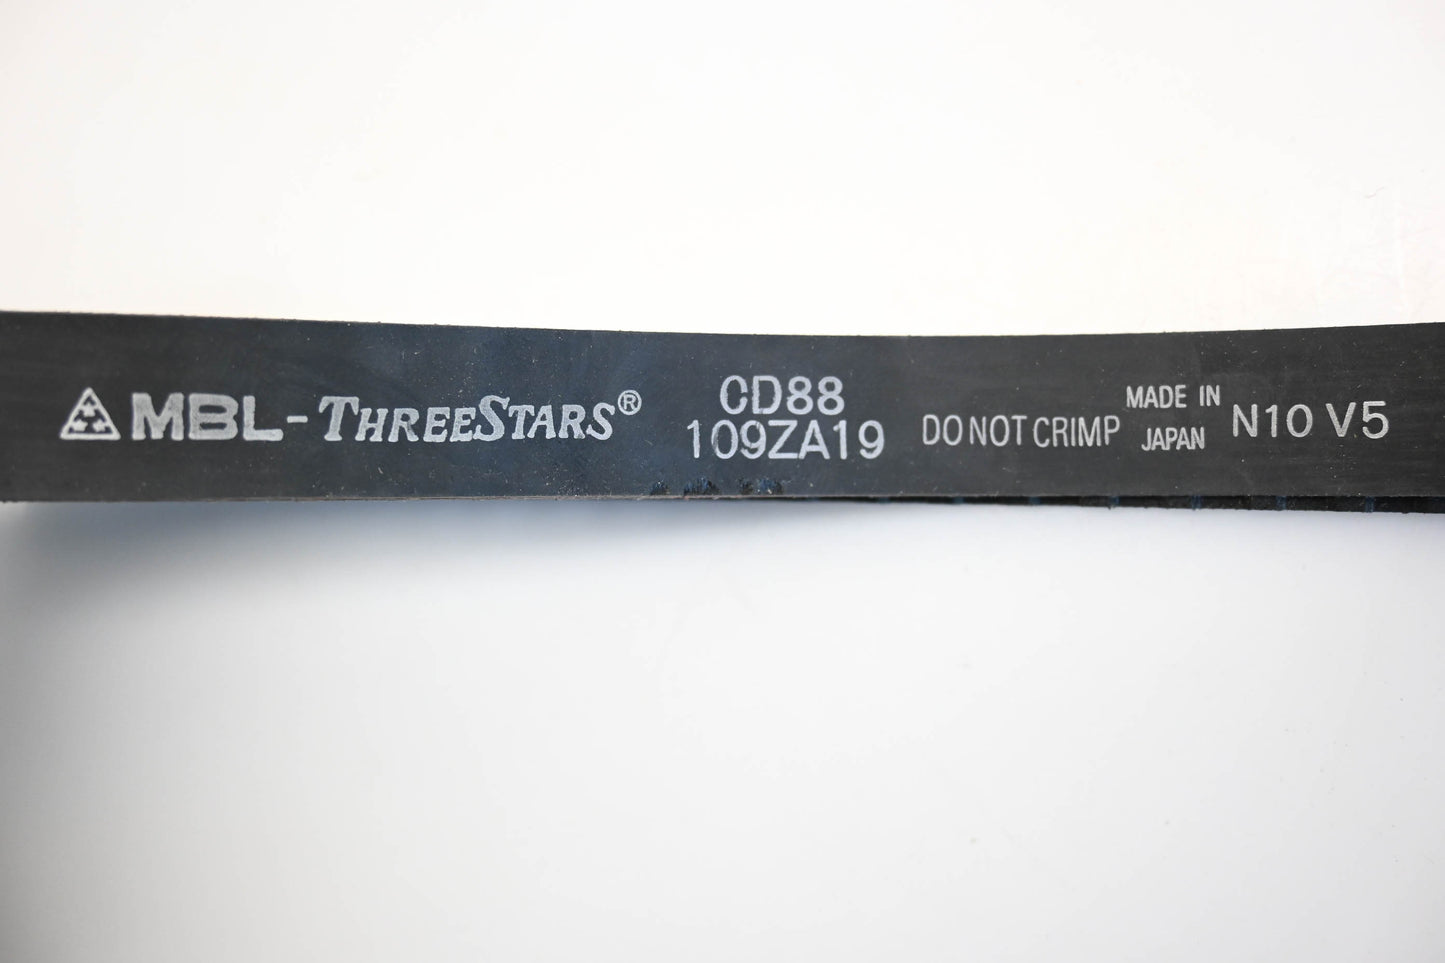 MBL-THREESTARS®
CD88
109ZA19
DO NOT CRIMP
MADE IN
JAPAN
N10 V5